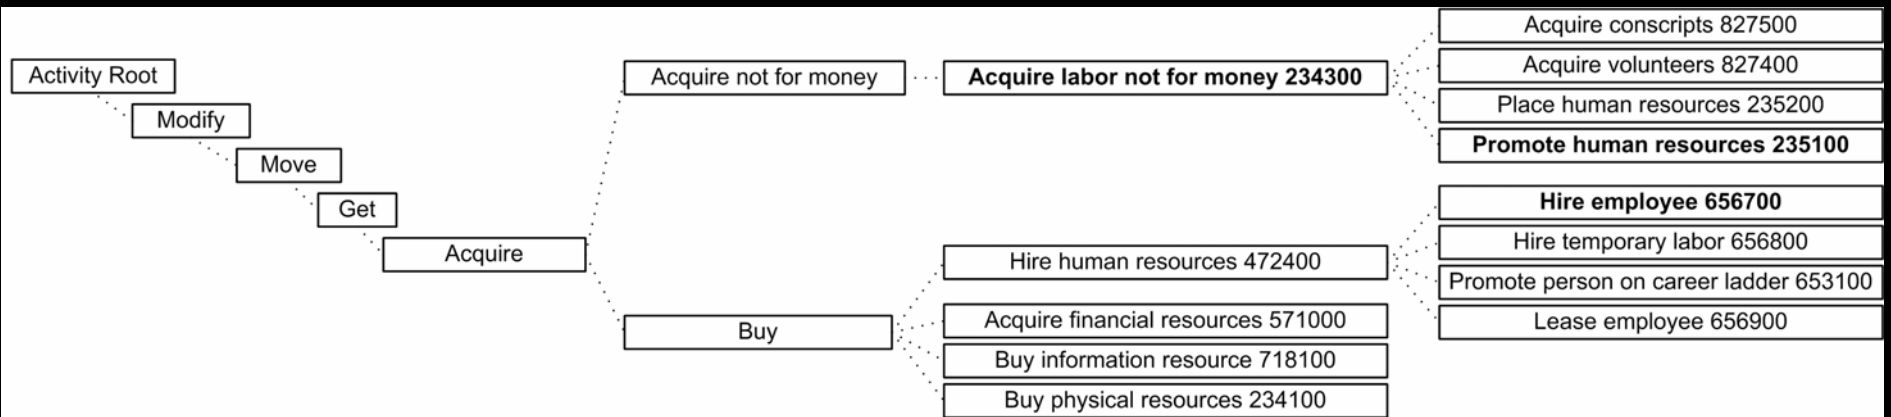 Activity Root
Modify
Move
Get
Acquire
Acquire not for money
Buy
Acquire labor not for money 234300
Hire human resources 472400
Acquire financial resources 571000
Buy information resource 718100
Buy physical resources 234100
Acquire conscripts 827500
Acquire volunteers 827400
Place human resources 235200
Promote human resources 235100
Hire employee 656700
Hire temporary labor 656800
Promote person on career ladder 653100
Lease employee 656900